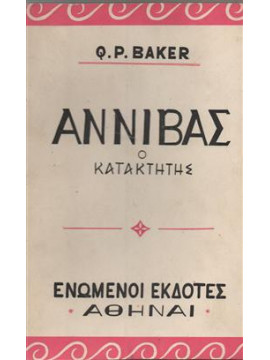 Q.P. BAKER
ΑΝΝΙΒΑΣ
Ο
ΚΑΤΑΚΤΗΤΗΣ
ΕΝΩΜΕΝΟΙ ΕΚΔΟΤΕΣ
· ΑΘΗΝΑΙ ·